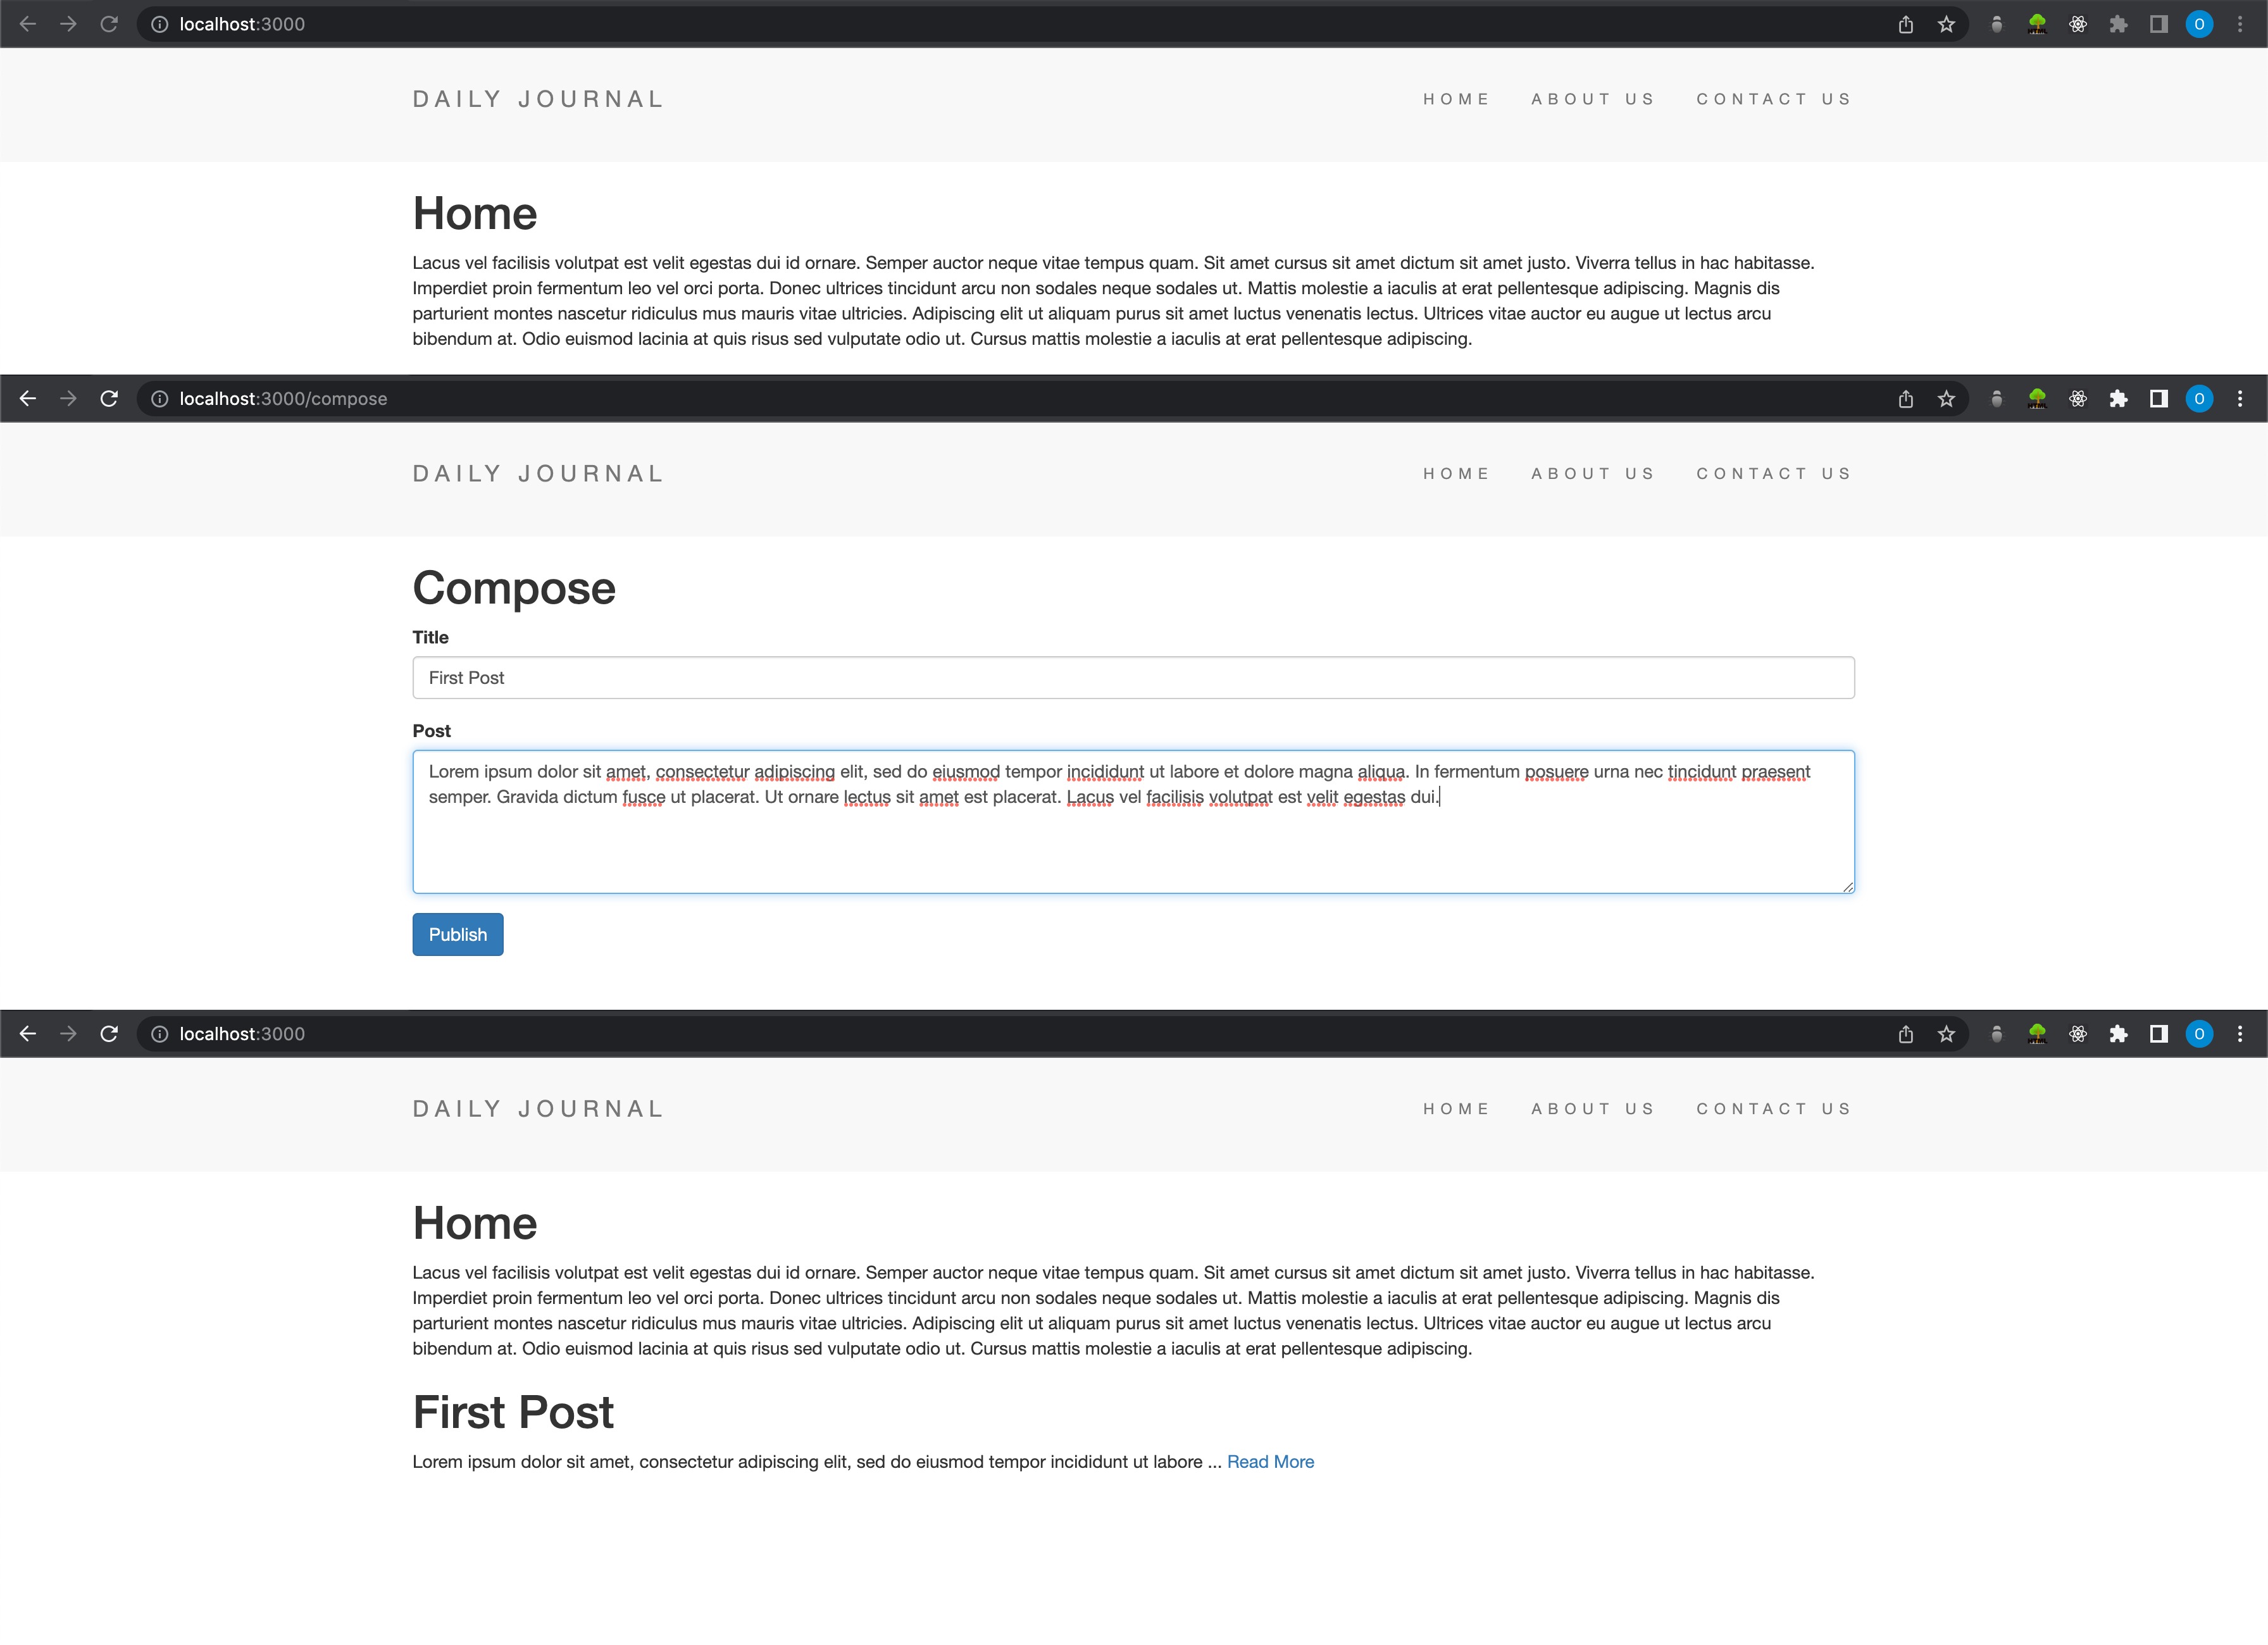 localhost:3000
O
DAILY JOURNAL
HOME ABOUT US CONTACT US
Home
Lacus vel facilisis volutpat est velit egestas dui id ornare. Semper auctor neque vitae tempus quam. Sit amet cursus sit amet dictum sit amet justo. Viverra tellus in hac habitasse.
Imperdiet proin fermentum leo vel orci porta. Donec ultrices tincidunt arcu non sodales neque sodales ut. Mattis molestie a iaculis at erat pellentesque adipiscing. Magnis dis
parturient montes nascetur ridiculus mus mauris vitae ultricies. Adipiscing elit ut aliquam purus sit amet luctus venenatis lectus. Ultrices vitae auctor eu augue ut lectus arcu
bibendum at. Odio euismod lacinia at quis risus sed vulputate odio ut. Cursus mattis molestie a iaculis at erat pellentesque adipiscing.
localhost:3000/compose
O
DAILY JOURNAL
HOME ABOUT US CONTACT US
Compose
Title
First Post
Post
Lorem ipsum dolor sit amet, consectetur adipiscing elit, sed do eiusmod tempor incididunt ut labore et dolore magna aliqua. In fermentum posuere urna nec tincidunt praesent
semper. Gravida dictum fusce ut placerat. Ut ornare lectus sit amet est placerat. Lacus vel facilisis volutpat est velit egestas dui.
Publish
localhost:3000
O
DAILY JOURNAL
HOME ABOUT US CONTACT US
Home
Lacus vel facilisis volutpat est velit egestas dui id ornare. Semper auctor neque vitae tempus quam. Sit amet cursus sit amet dictum sit amet justo. Viverra tellus in hac habitasse.
Imperdiet proin fermentum leo vel orci porta. Donec ultrices tincidunt arcu non sodales neque sodales ut. Mattis molestie a iaculis at erat pellentesque adipiscing. Magnis dis
parturient montes nascetur ridiculus mus mauris vitae ultricies. Adipiscing elit ut aliquam purus sit amet luctus venenatis lectus. Ultrices vitae auctor eu augue ut lectus arcu
bibendum at. Odio euismod lacinia at quis risus sed vulputate odio ut. Cursus mattis molestie a iaculis at erat pellentesque adipiscing.
First Post
Lorem ipsum dolor sit amet, consectetur adipiscing elit, sed do eiusmod tempor incididunt ut labore ... Read More